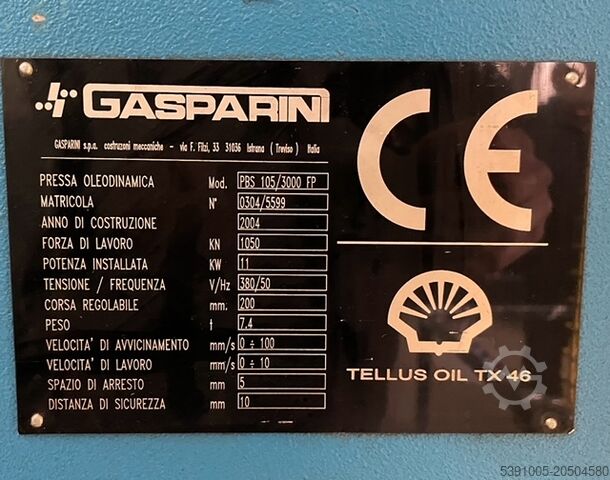 GASPARINI
GASPARINI s.p.a. costruzioni meccaniche - via F. Filzi, 33 31036 Istrana ( Treviso ) Italia
PRESSA OLEODINAMICA Mod. PBS 105/3000 FP
MATRICOLA N° 0304/5599
ANNO DI COSTRUZIONE 2004
FORZA DI LAVORO KN 1050
POTENZA INSTALLATA KW 11
TENSIONE / FREQUENZA V/Hz 380/50
CORSA REGOLABILE mm. 200
PESO t 7.4
VELOCITA' DI AVVICINAMENTO mm/s 0 ÷ 100
VELOCITA' DI LAVORO mm/s 0 ÷ 10
SPAZIO DI ARRESTO mm 5
DISTANZA DI SICUREZZA mm 10
CE
TELLUS OIL TX 46
5391005-20504580